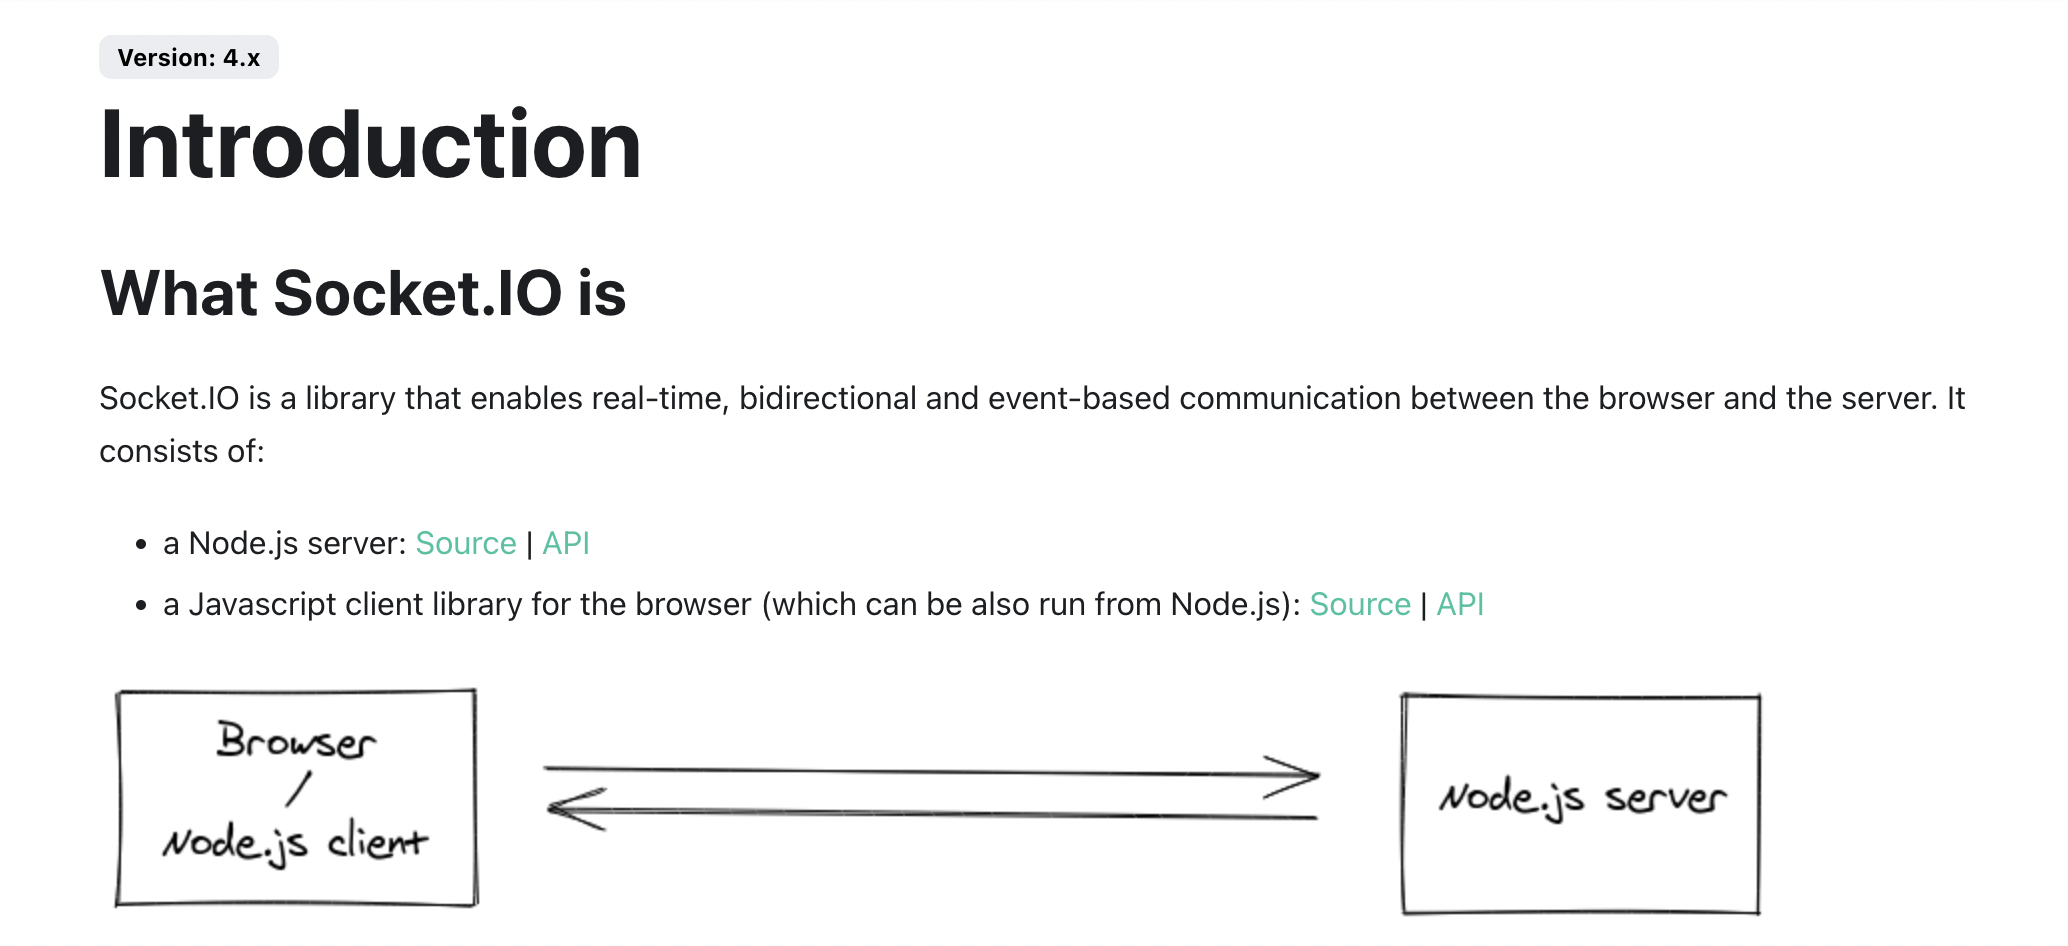 Version: 4.x
Introduction
What Socket.IO is
Socket.IO is a library that enables real-time, bidirectional and event-based communication between the browser and the server. It
consists of:
• a Node.js server: Source | API
• a Javascript client library for the browser (which can be also run from Node.js): Source | API
Browser
/
Node.js client
Node.js server